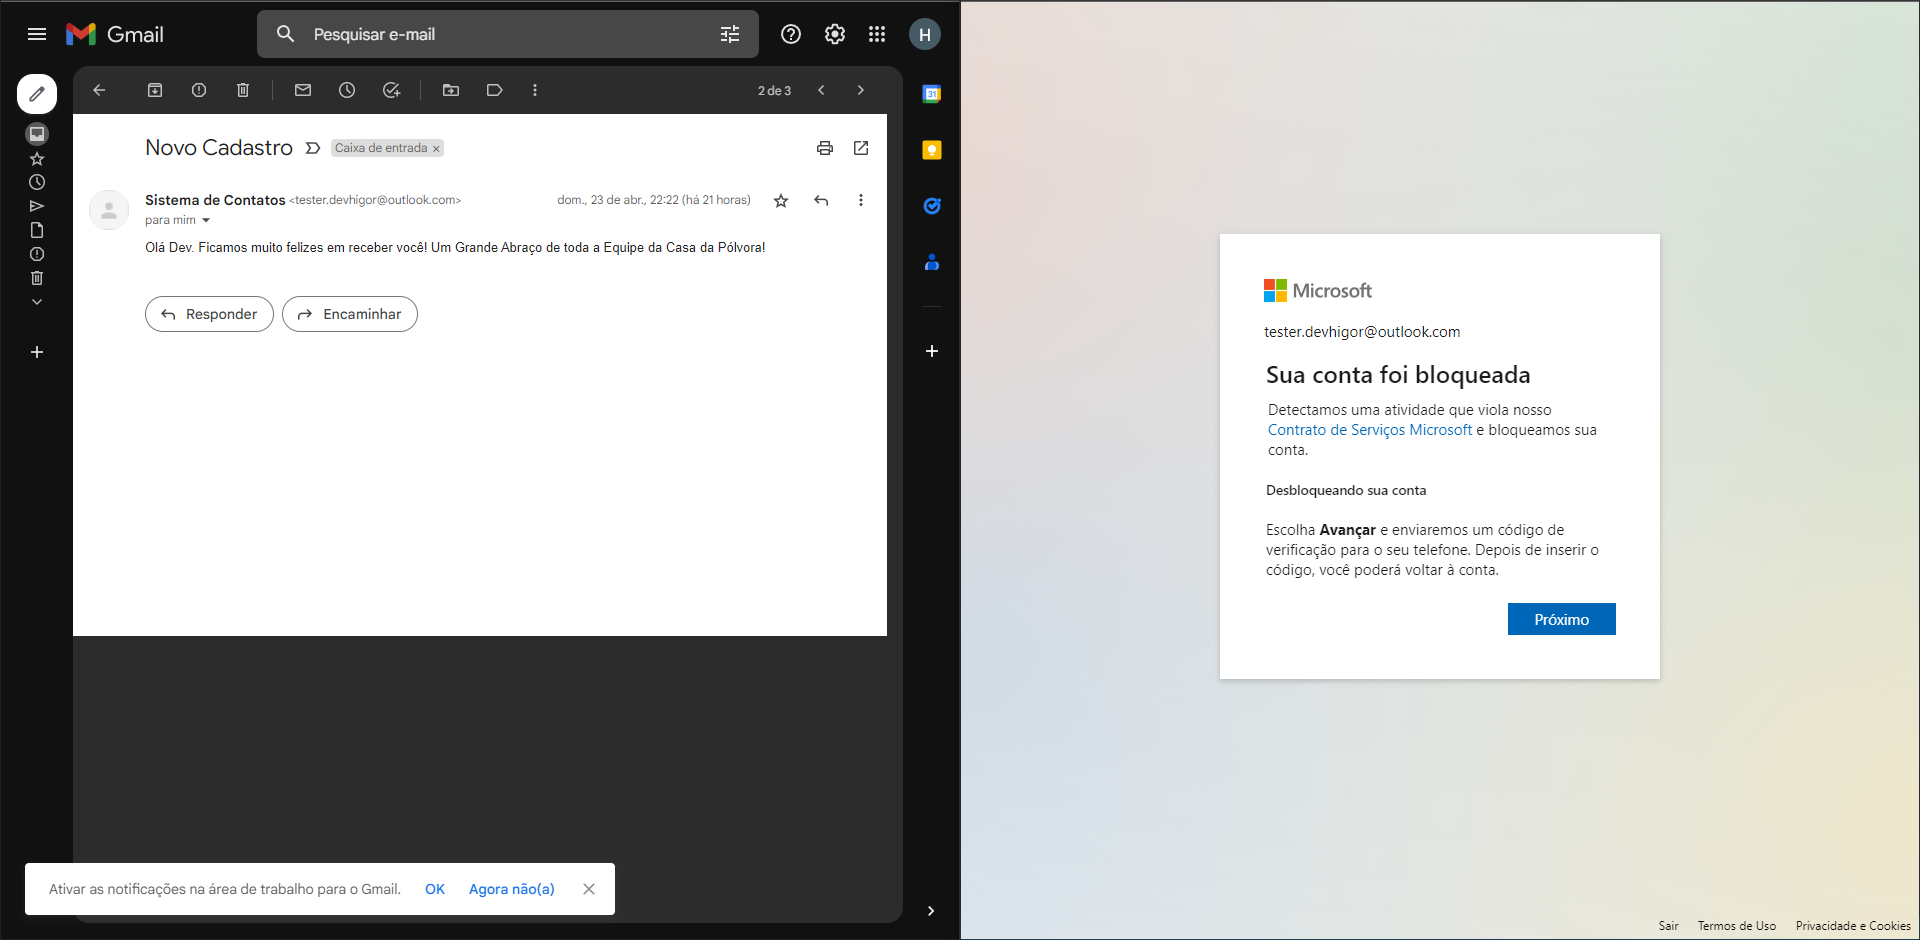 Gmail
Pesquisar e-mail
H
2 de 3
31
Novo Cadastro
Caixa de entrada ×
Sistema de Contatos <tester.devhigor@outlook.com>
dom., 23 de abr., 22:22 (há 21 horas)
para mim
Olá Dev. Ficamos muito felizes em receber você! Um Grande Abraço de toda a Equipe da Casa da Pólvora!
Responder
Encaminhar
Ativar as notificações na área de trabalho para o Gmail.
OK
Agora não(a)
Microsoft
tester.devhigor@outlook.com
Sua conta foi bloqueada
Detectamos uma atividade que viola nosso
Contrato de Serviços Microsoft e bloqueamos sua
conta.
Desbloqueando sua conta
Escolha Avançar e enviaremos um código de
verificação para o seu telefone. Depois de inserir o
código, você poderá voltar à conta.
Próximo
Sair
Termos de Uso
Privacidade e Cookies